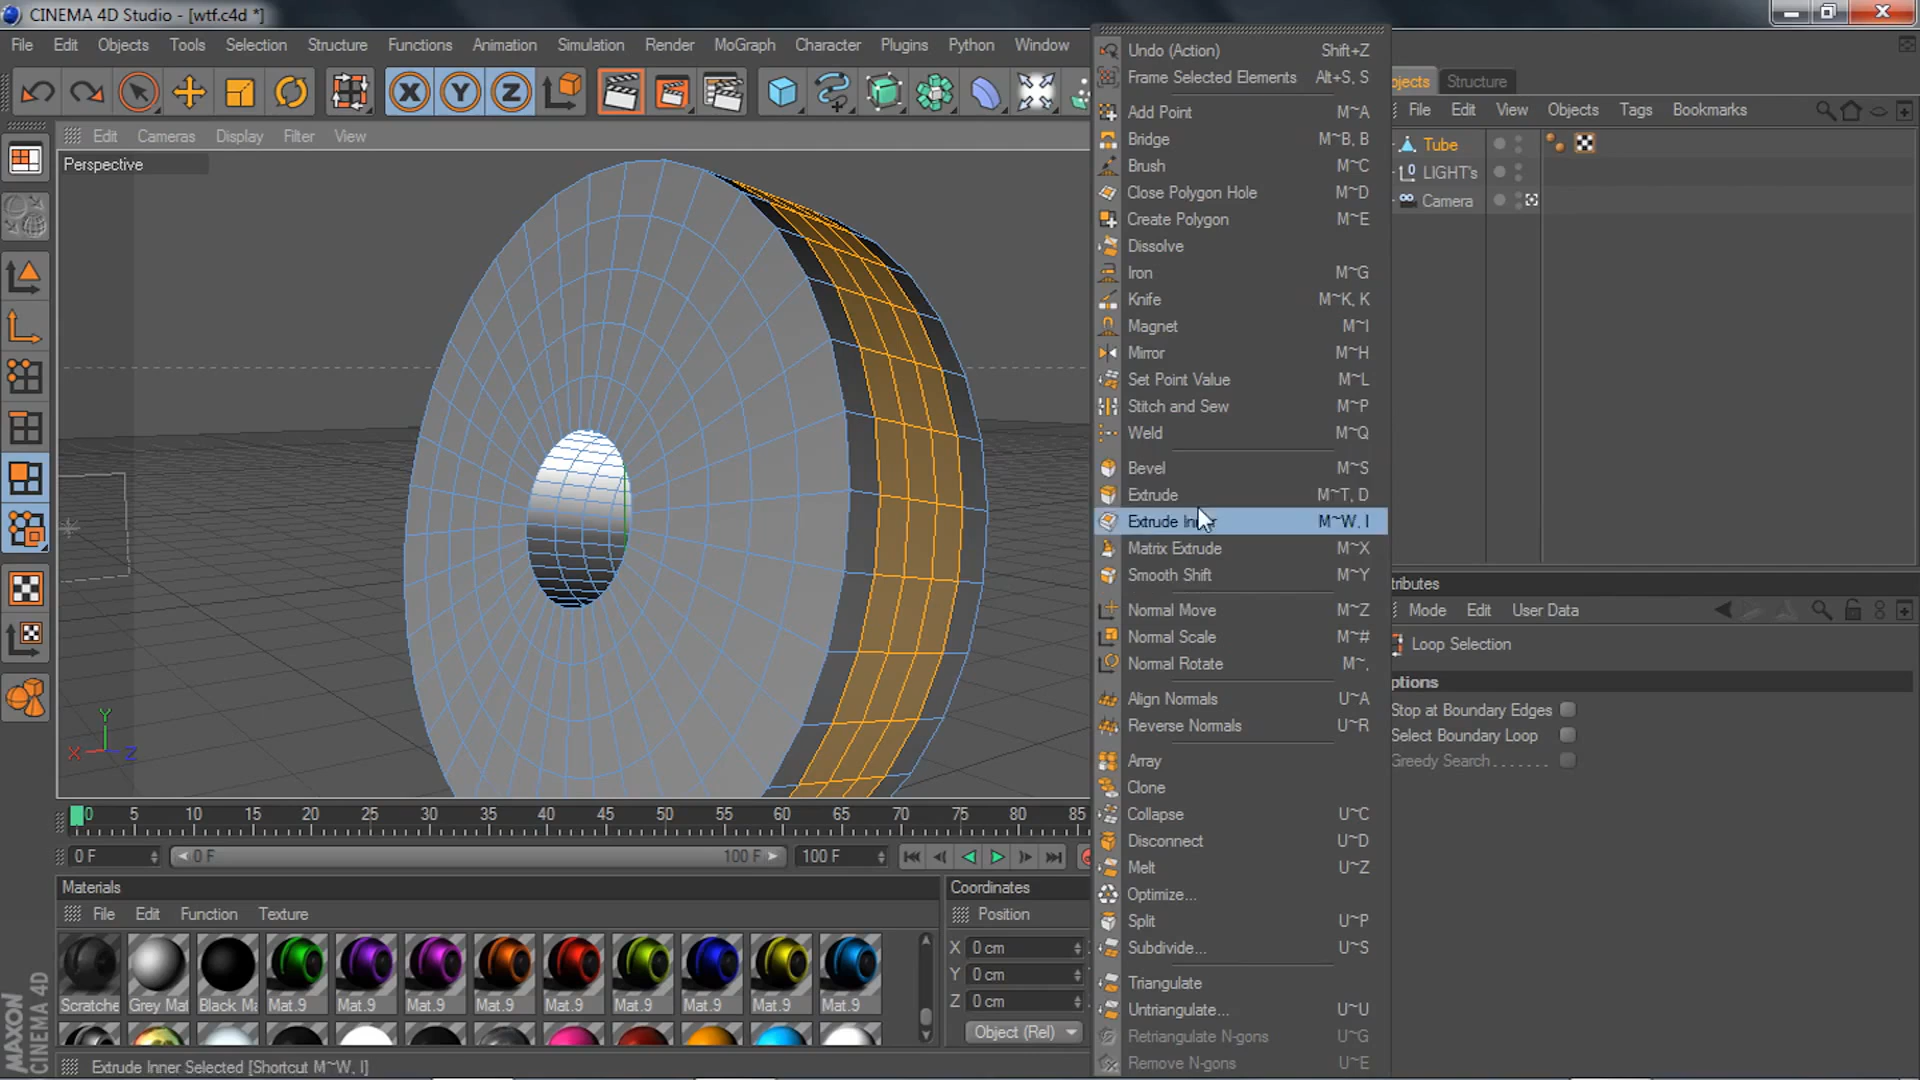 CINEMA 4D Studio - [wtf.c4d *]
File Edit Objects Tools Selection Structure Functions Animation Simulation Render MoGraph Character Plugins Python Window
X Y Z
Edit Cameras Display Filter View
Perspective
Y
X Z
Undo (Action) Shift+Z
Frame Selected Elements Alt+S, S
Add Point M~A
Bridge M~B, B
Brush M~C
Close Polygon Hole M~D
Create Polygon M~E
Dissolve
Iron M~G
Knife M~K, K
Magnet M~I
Mirror M~H
Set Point Value M~L
Stitch and Sew M~P
Weld M~Q
Bevel M~S
Extrude M~T, D
Extrude Inner M~W, I
Matrix Extrude M~X
Smooth Shift M~Y
Normal Move M~Z
Normal Scale M~#
Normal Rotate M~,
Align Normals U~A
Reverse Normals U~R
Array
Clone
Collapse U~C
Disconnect U~D
Melt U~Z
Optimize...
Split U~P
Subdivide... U~S
Triangulate
Untriangulate... U~U
Retriangulate N-gons U~G
Remove N-gons U~E
bjects Structure
File Edit View Objects Tags Bookmarks
Tube
LIGHT's
Camera
tributes
Mode Edit User Data
Loop Selection
ptions
Stop at Boundary Edges
Select Boundary Loop
Greedy Search.......
0 5 10 15 20 25 30 35 40 45 50 55 60 65 70 75 80 85
0 F 0 F 100 F 100 F
Materials
File Edit Function Texture
Scratche Grey Mat Black Ma Mat.9 Mat.9 Mat.9 Mat.9 Mat.9 Mat.9 Mat.9 Mat.9 Mat.9
Coordinates
Position
X 0 cm
Y 0 cm
Z 0 cm
Object (Rel)
MAXON
CINEMA 4D
Extrude Inner Selected [Shortcut M~W, I]